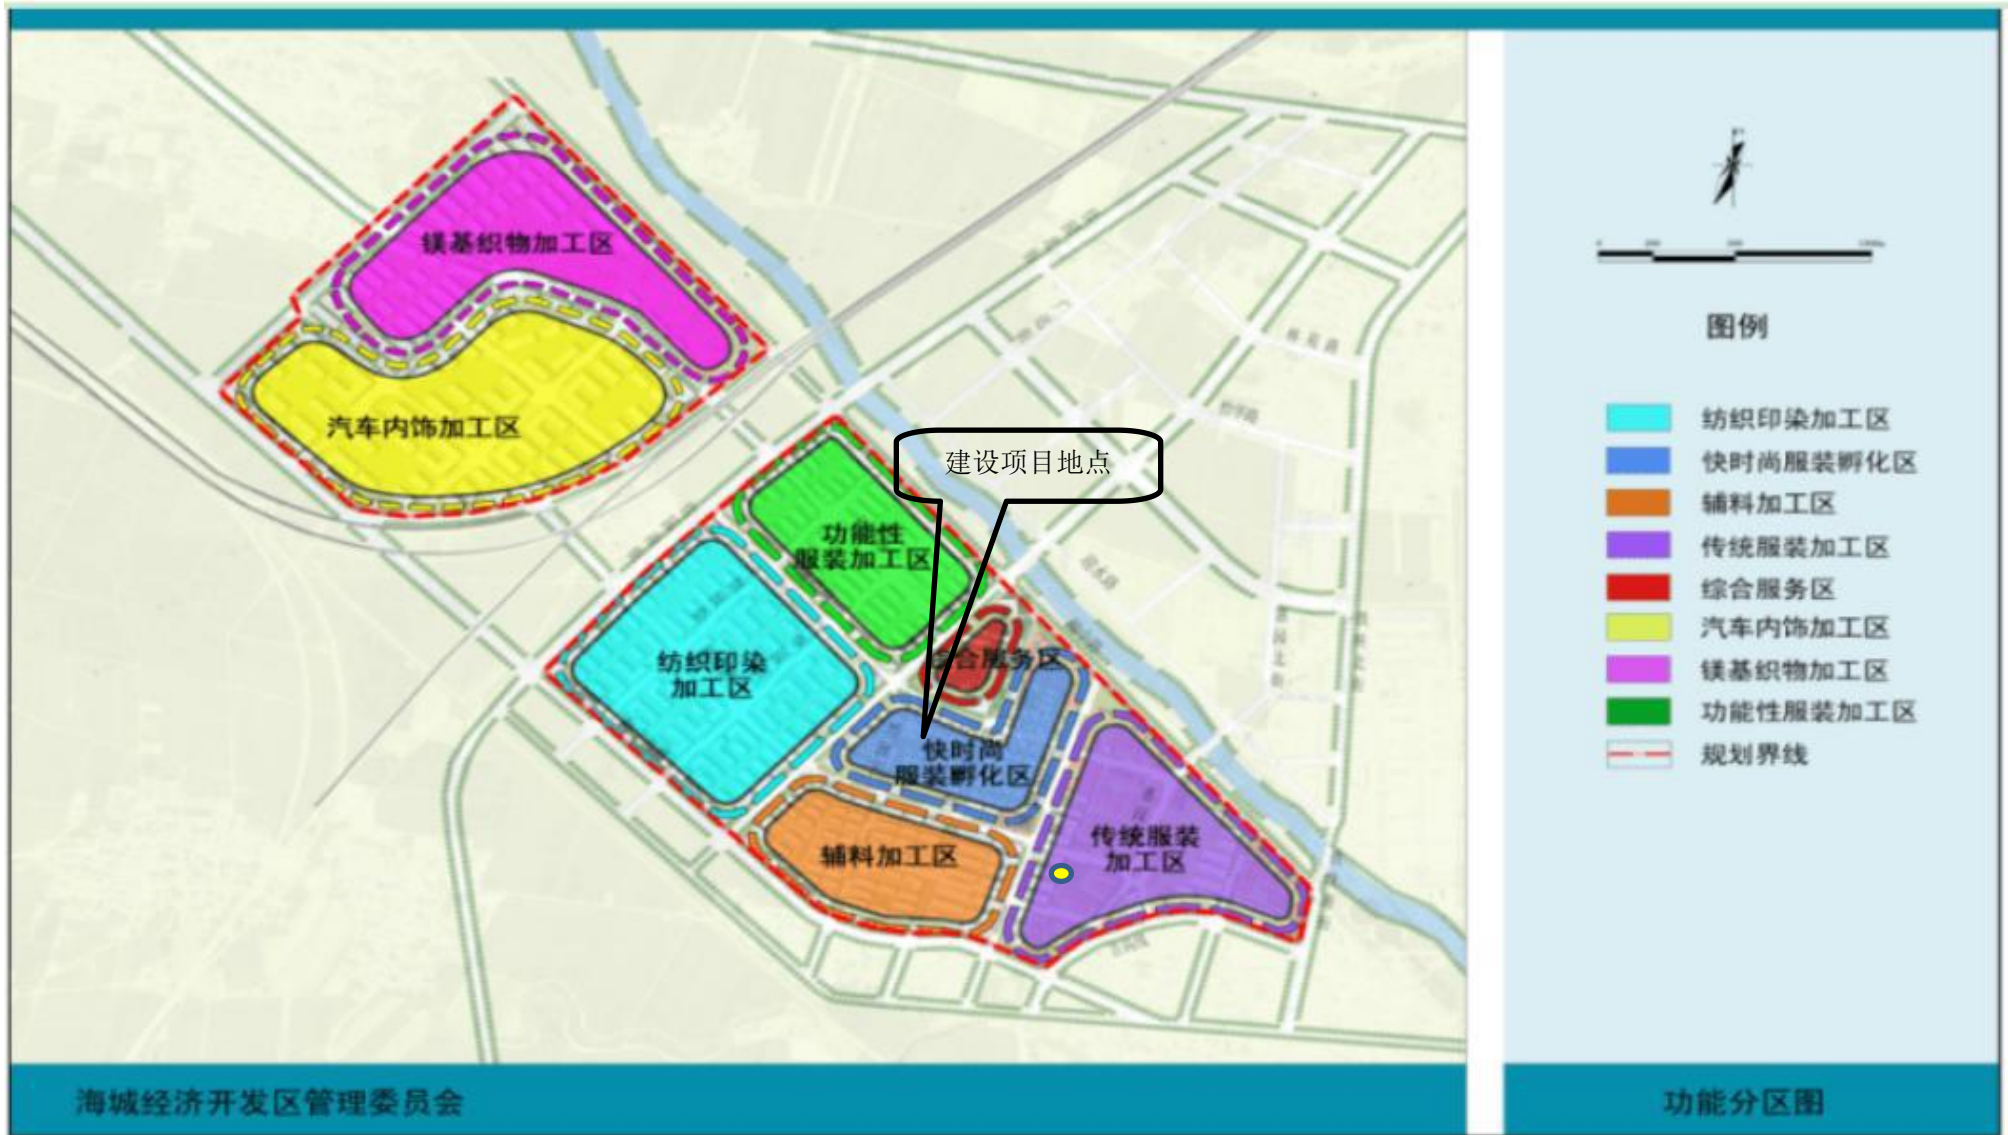 镁基织物加工区
汽车内饰加工区
建设项目地点
功能性
服装加工区
纺织印染
加工区
综合服务区
快时尚
服装孵化区
辅料加工区
传统服装
加工区
图例
纺织印染加工区
快时尚服装孵化区
辅料加工区
传统服装加工区
综合服务区
汽车内饰加工区
镁基织物加工区
功能性服装加工区
规划界线
海城经济开发区管理委员会
功能分区图